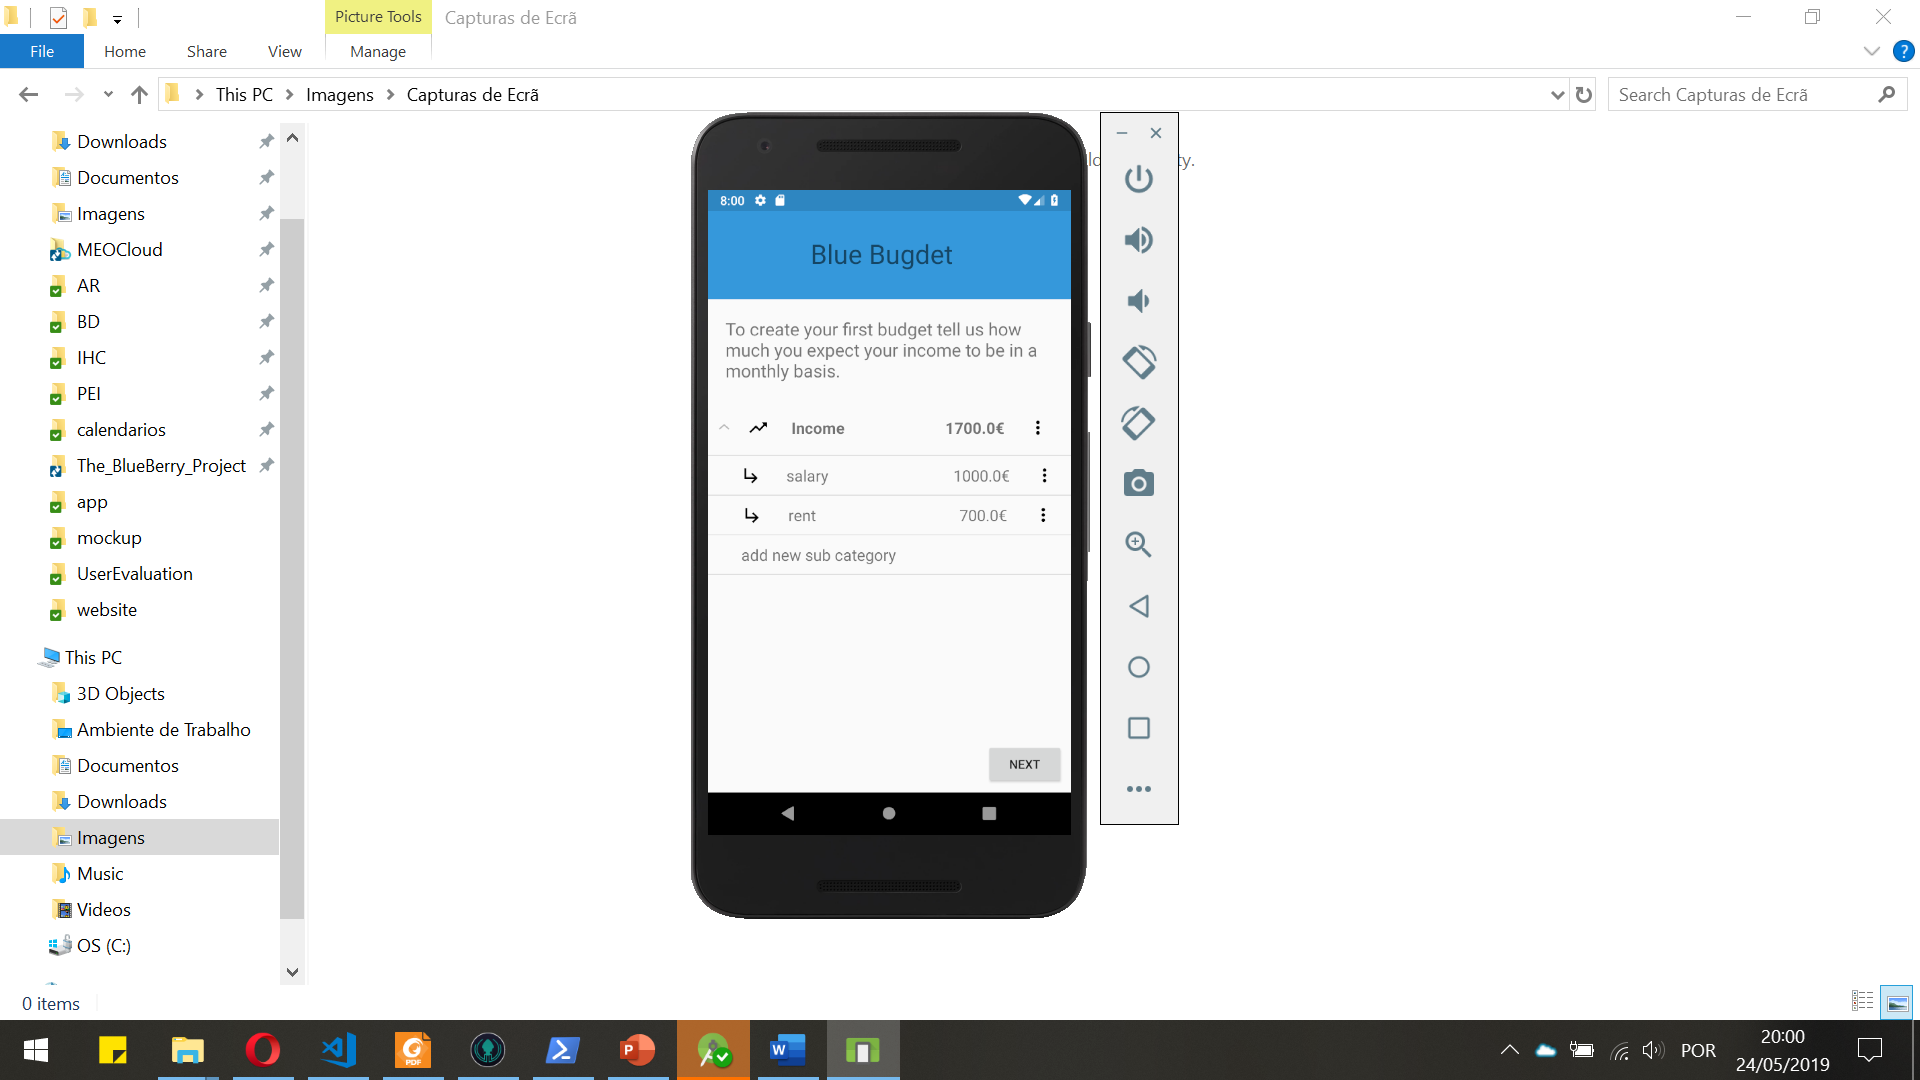 Picture Tools
Capturas de Ecrã
File
Home
Share
View
Manage
This PC
Imagens
Capturas de Ecrã
Search Capturas de Ecrã
Downloads
Documentos
Imagens
MEOCloud
AR
BD
IHC
PEI
calendarios
The_BlueBerry_Project
app
mockup
UserEvaluation
website
This PC
3D Objects
Ambiente de Trabalho
Documentos
Downloads
Imagens
Music
Videos
OS (C:)
0 items
8:00
Blue Bugdet
To create your first budget tell us how
much you expect your income to be in a
monthly basis.
Income 1700.0€
salary 1000.0€
rent 700.0€
add new sub category
NEXT
POR
20:00
24/05/2019